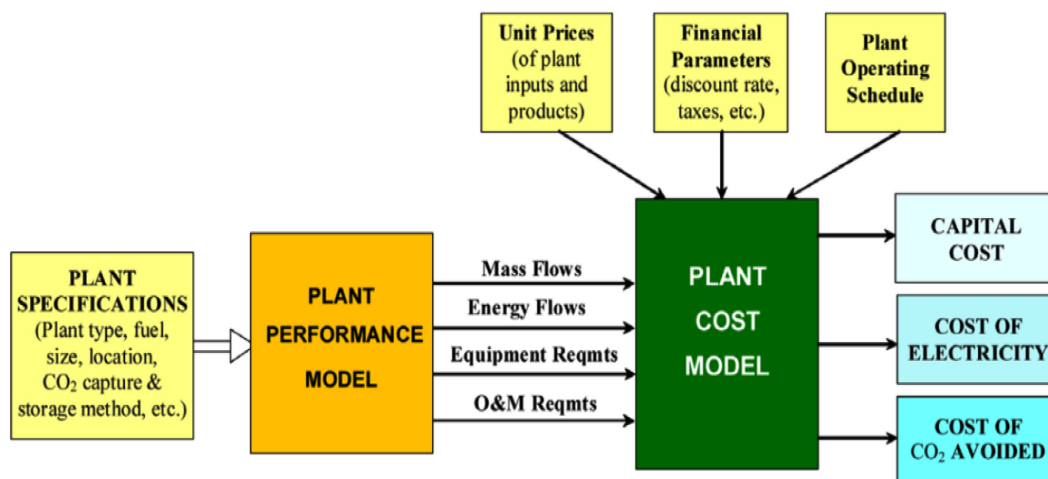 Unit Prices
(of plant
inputs and
products)
Financial
Parameters
(discount rate,
taxes, etc.)
Plant
Operating
Schedule
PLANT
SPECIFICATIONS
(Plant type, fuel,
size, location,
CO₂ capture &
storage method, etc.)
PLANT
PERFORMANCE
MODEL
Mass Flows
Energy Flows
Equipment Reqmts
O&M Reqmts
PLANT
COST
MODEL
CAPITAL
COST
COST OF
ELECTRICITY
COST OF
CO₂ AVOIDED